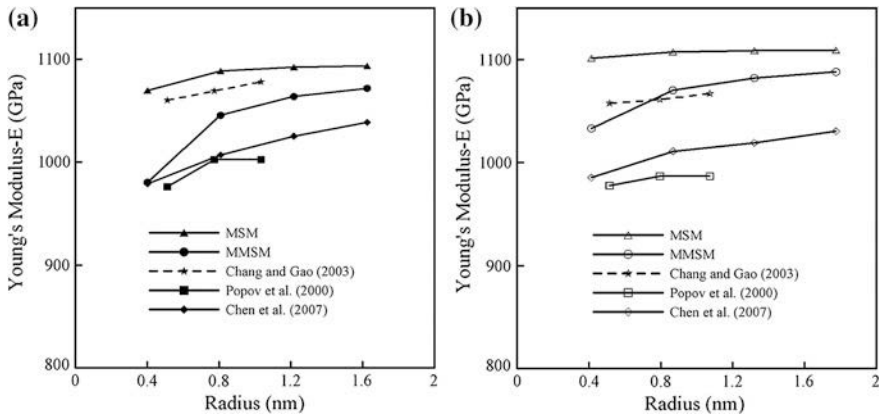 (a)
Young's Modulus-E (GPa)
1100
1000
900
800
MSM
MMSM
Chang and Gao (2003)
Popov et al. (2000)
Chen et al. (2007)
0 0.4 0.8 1.2 1.6 2
Radius (nm)
(b)
Young's Modulus-E (GPa)
1100
1000
900
800
MSM
MMSM
Chang and Gao (2003)
Popov et al. (2000)
Chen et al. (2007)
0 0.4 0.8 1.2 1.6 2
Radius (nm)